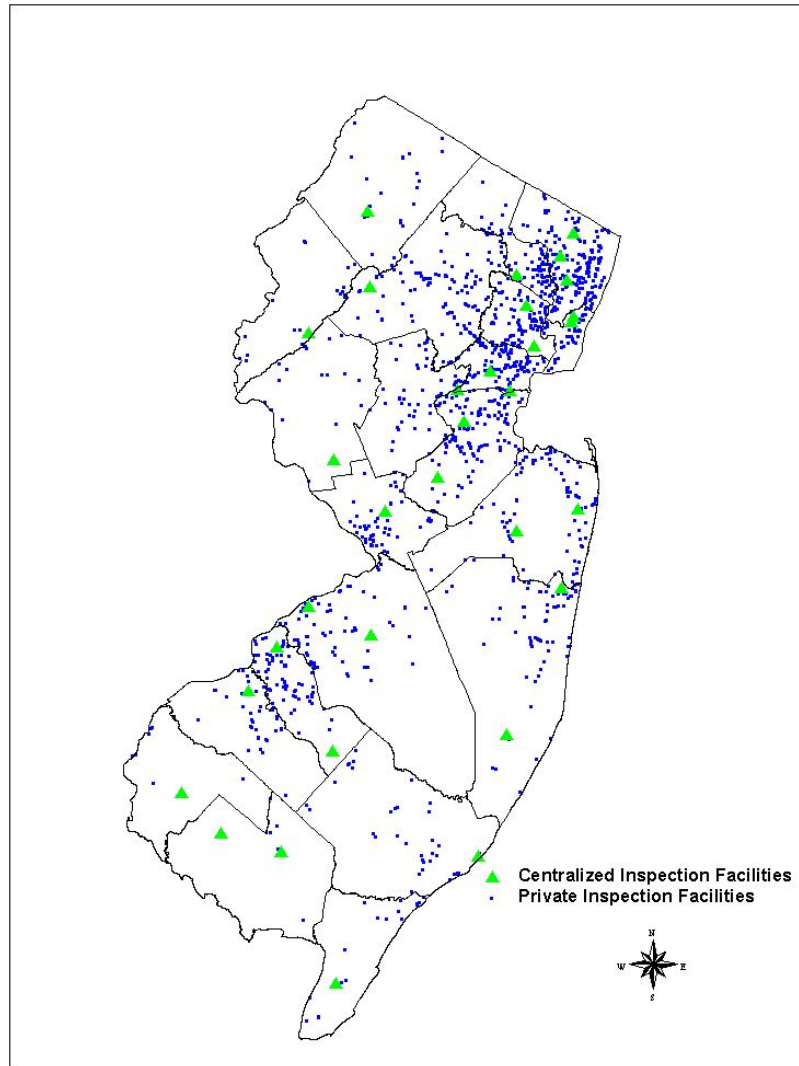 Centralized Inspection Facilities
Private Inspection Facilities
N
W E
S